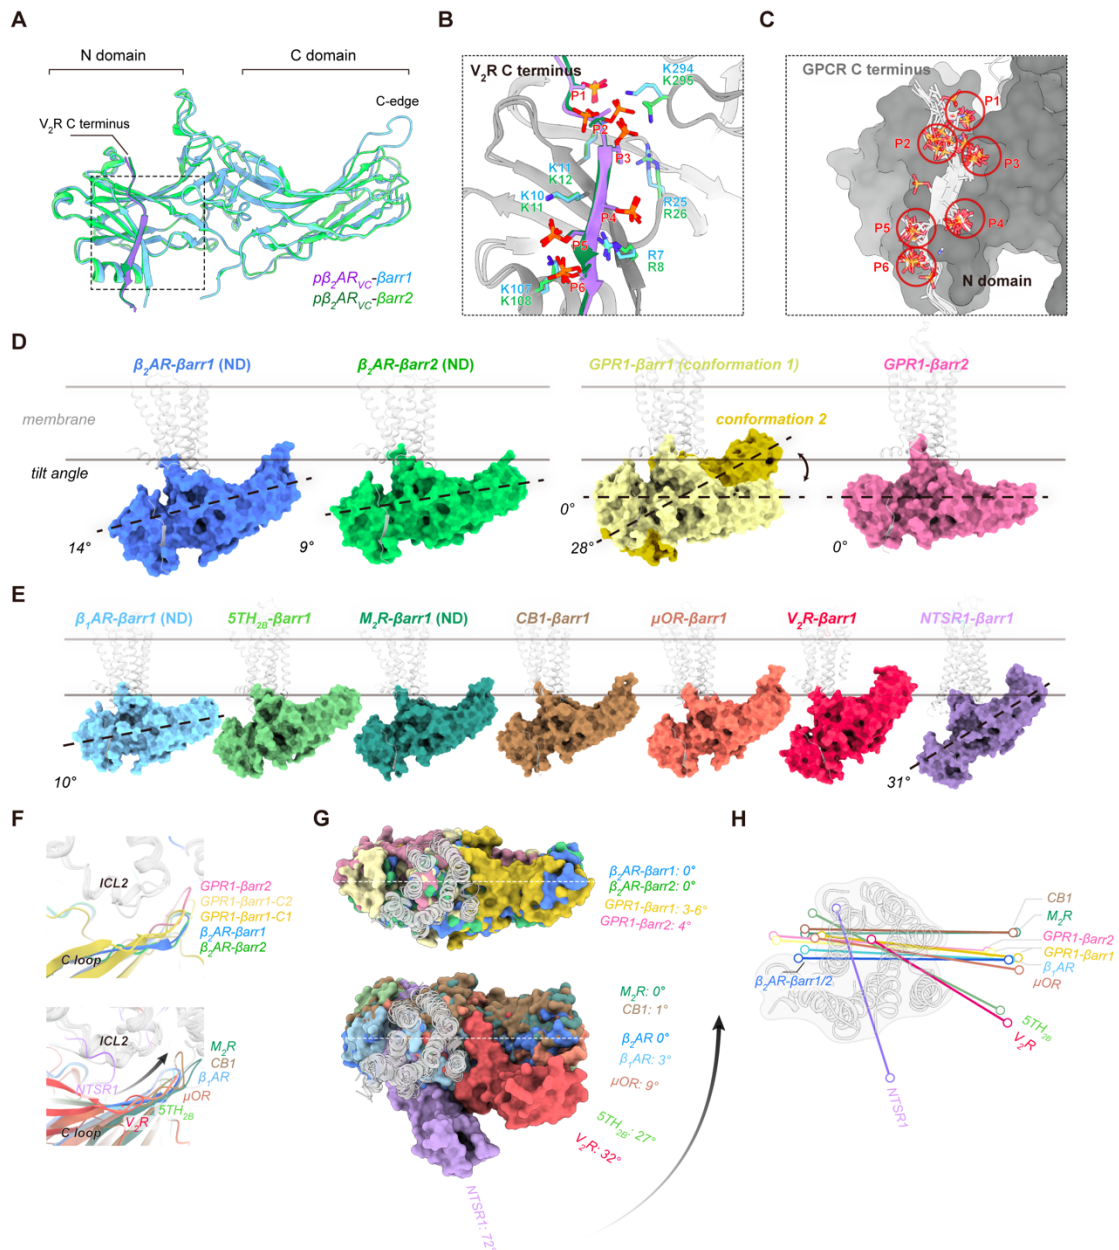 A
N domain
C domain
C-edge
V2R C terminus
pβ2ARVC-βarr1
pβ2ARVC-βarr2
B
V2R C terminus
K294
K295
P1
P2
P3
K11
K12
K10
K11
R25
R26
P4
P5
R7
R8
P6
K107
K108
C
GPCR C terminus
P1
P2
P3
P4
P5
P6
N domain
D
β2AR-βarr1 (ND)
β2AR-βarr2 (ND)
GPR1-βarr1 (conformation 1)
GPR1-βarr2
membrane
conformation 2
tilt angle
14°
9°
0°
28°
0°
E
β1AR-βarr1 (ND)
5TH2B-βarr1
M2R-βarr1 (ND)
CB1-βarr1
μOR-βarr1
V2R-βarr1
NTSR1-βarr1
10°
31°
F
ICL2
GPR1-βarr2
GPR1-βarr1-C2
GPR1-βarr1-C1
β2AR-βarr1
β2AR-βarr2
C loop
ICL2
M2R
CB1
β1AR
μOR
5TH2B
NTSR1
V2R
C loop
G
β2AR-βarr1: 0°
β2AR-βarr2: 0°
GPR1-βarr1: 3-6°
GPR1-βarr2: 4°
M2R: 0°
CB1: 1°
β2AR 0°
β1AR: 3°
μOR: 9°
5TH2B: 27°
V2R: 32°
NTSR1: 72°
H
CB1
M2R
GPR1-βarr2
GPR1-βarr1
β1AR
μOR
β2AR-βarr1/2
5TH2B
V2R
NTSR1